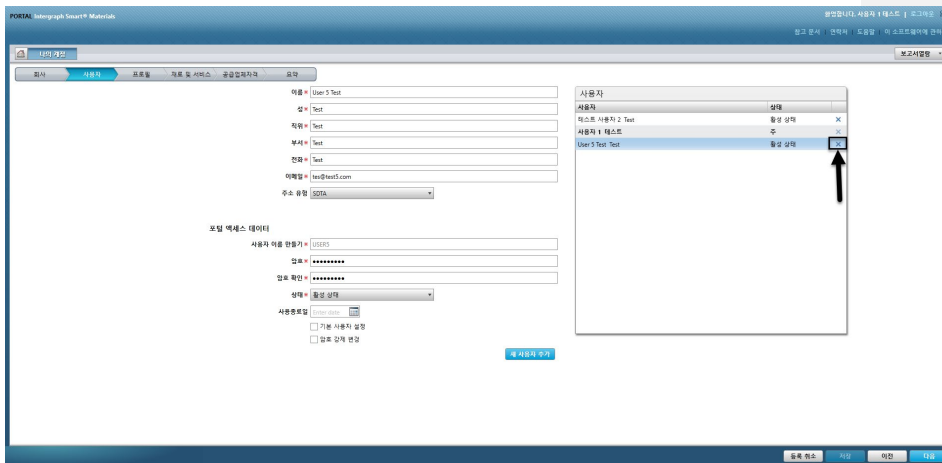 PORTAL Intergraph Smart® Materials
환영합니다. 사용자 1 테스트 | 로그아웃 |
참고 문서 | 연락처 | 도움말 | 이 소프트웨어에 관하
나의 계정
보고서열람
회사 사용자 프로필 재료 및 서비스 공급업체자격 요약
이름* User 5 Test
성* Test
직위* Test
부서* Test
전화* Test
이메일* tes@test5.com
주소 유형 SDTA
포털 액세스 데이터
사용자 이름 만들기* USER5
암호* •••••••••
암호 확인* •••••••••
상태* 활성 상태
사용종료일 Enter date
기본 사용자 설정
암호 강제 변경
새 사용자 추가
사용자
사용자 상태
테스트 사용자 2 Test 활성 상태 ×
사용자 1 테스트 주 ×
User 5 Test Test 활성 상태 ×
등록 취소 저장 이전 다음